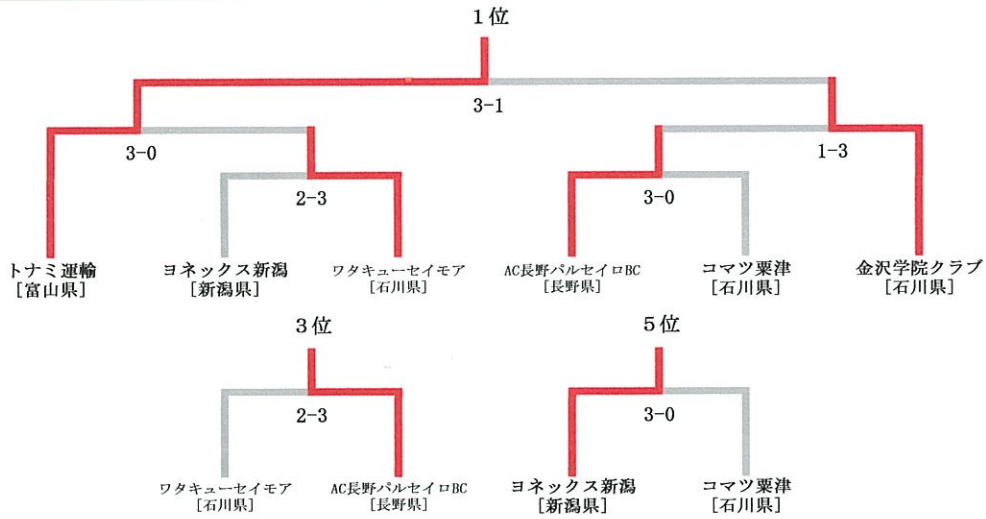 1位
3-1
3-0
1-3
2-3
3-0
トナミ運輸
[富山県]
ヨネックス新潟
[新潟県]
ワタキューセイモア
[石川県]
AC長野パルセイロBC
[長野県]
コマツ粟津
[石川県]
金沢学院クラブ
[石川県]
3位
5位
2-3
3-0
ワタキューセイモア
[石川県]
AC長野パルセイロBC
[長野県]
ヨネックス新潟
[新潟県]
コマツ粟津
[石川県]